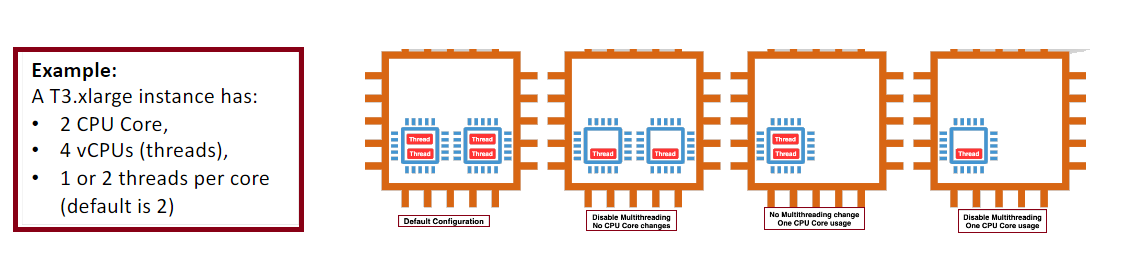 Example:
A T3.xlarge instance has:
• 2 CPU Core,
• 4 vCPUs (threads),
• 1 or 2 threads per core
(default is 2)
Thread Thread
Thread Thread
Thread Thread
Thread
Thread
Thread
Default Configuration
Disable Multithreading
No CPU Core changes
No Multithreading change
One CPU Core usage
Disable Multithreading
One CPU Core usage